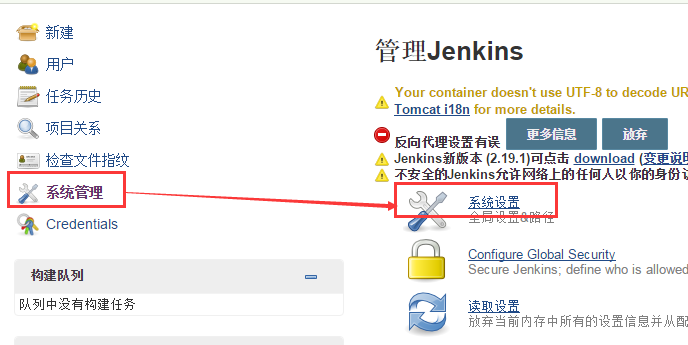 新建
用户
任务历史
项目关系
检查文件指纹
系统管理
Credentials
构建队列
队列中没有构建任务
管理Jenkins
Your container doesn't use UTF-8 to decode UR
Tomcat i18n for more details.
反向代理设置有误 更多信息 放弃
Jenkins新版本 (2.19.1)可点击 download (变更说明
不安全的Jenkins允许网络上的任何人以你的身份
系统设置
全局设置&路径
Configure Global Security
Secure Jenkins; define who is allowed
读取设置
放弃当前内存中所有的设置信息并从配